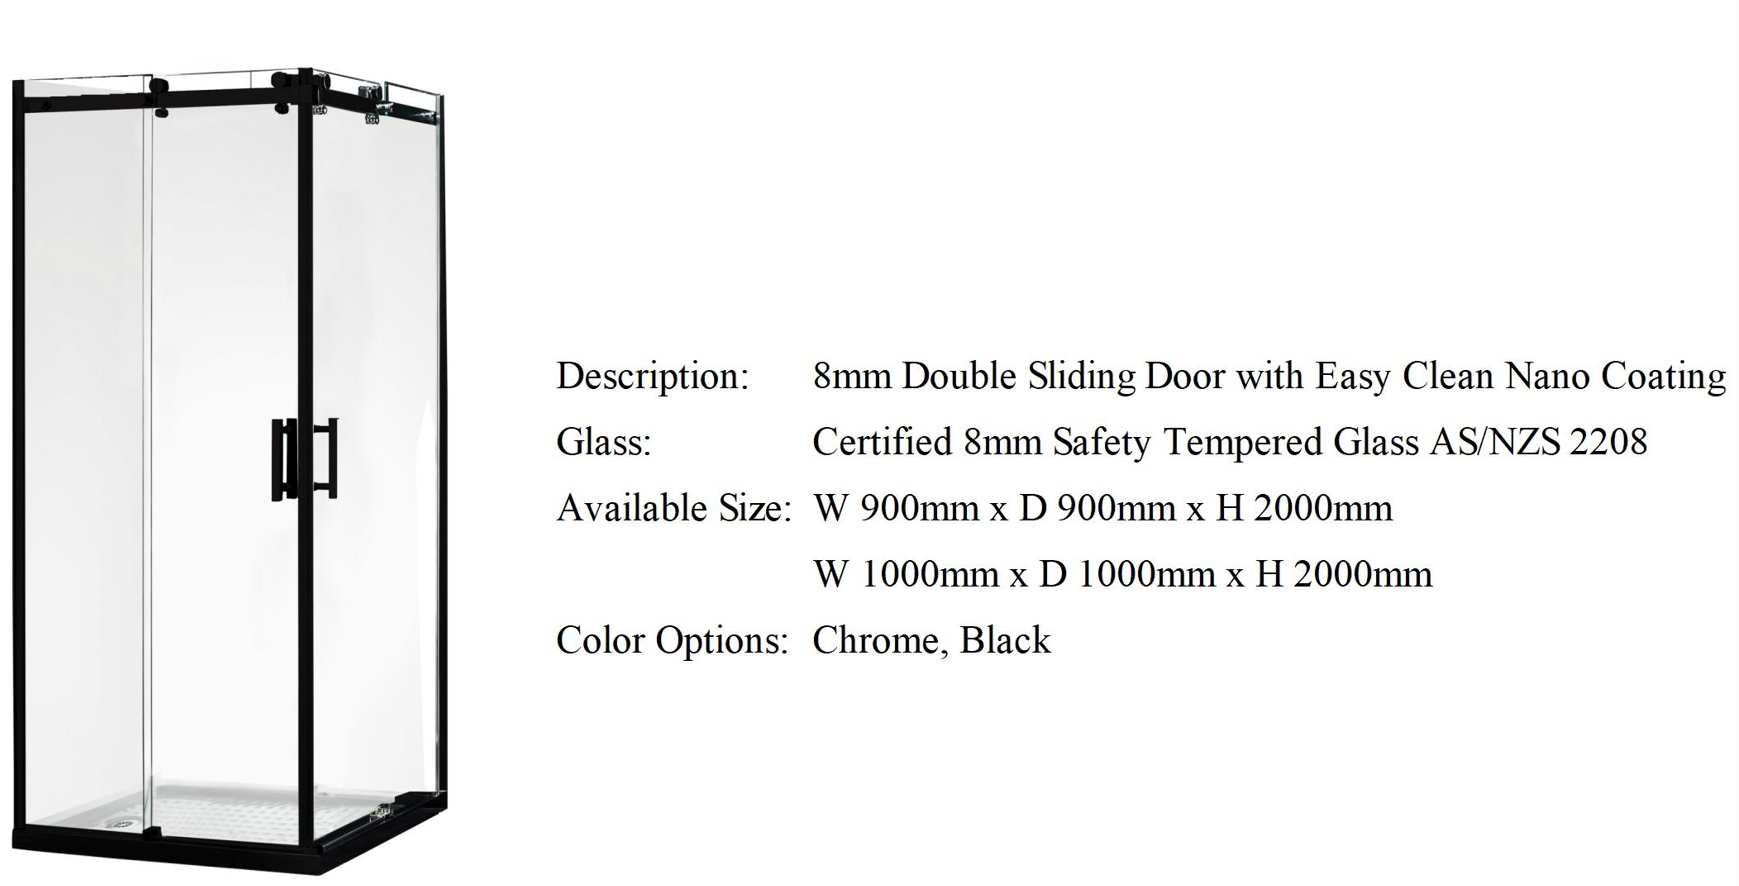 Description: 8mm Double Sliding Door with Easy Clean Nano Coating
Glass: Certified 8mm Safety Tempered Glass AS/NZS 2208
Available Size: W 900mm x D 900mm x H 2000mm
W 1000mm x D 1000mm x H 2000mm
Color Options: Chrome, Black